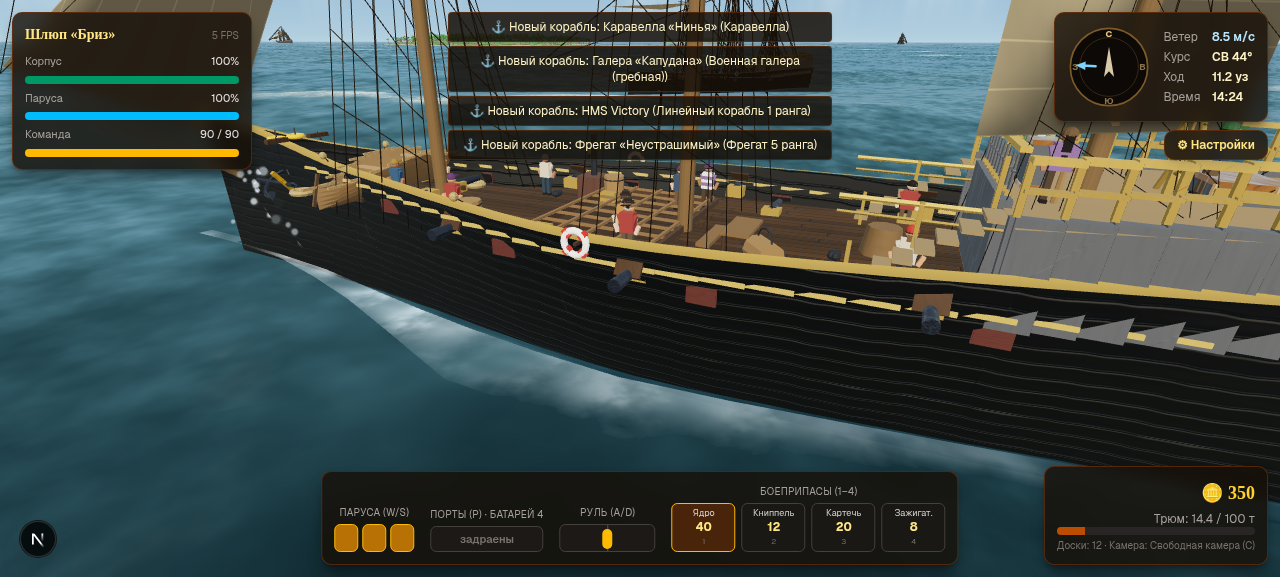 Шлюп «Бриз»
5 FPS
Корпус 100%
Паруса 100%
Команда 90 / 90
⚓ Новый корабль: Каравелла «Нинья» (Каравелла)
⚓ Новый корабль: Галера «Капудана» (Военная галера
(гребная))
⚓ Новый корабль: HMS Victory (Линейный корабль 1 ранга)
⚓ Новый корабль: Фрегат «Неустрашимый» (Фрегат 5 ранга)
С
З
В
Ю
Ветер 8.5 м/с
Курс СВ 44°
Ход 11.2 уз
Время 14:24
⚙ Настройки
N
ПАРУСА (W/S)
ПОРТЫ (P) · БАТАРЕЙ 4
задраены
РУЛЬ (A/D)
БОЕПРИПАСЫ (1–4)
Ядро
40
1
Книппель
12
2
Картечь
20
3
Зажигат.
8
4
350
Трюм: 14.4 / 100 т
Доски: 12 · Камера: Свободная камера (C)